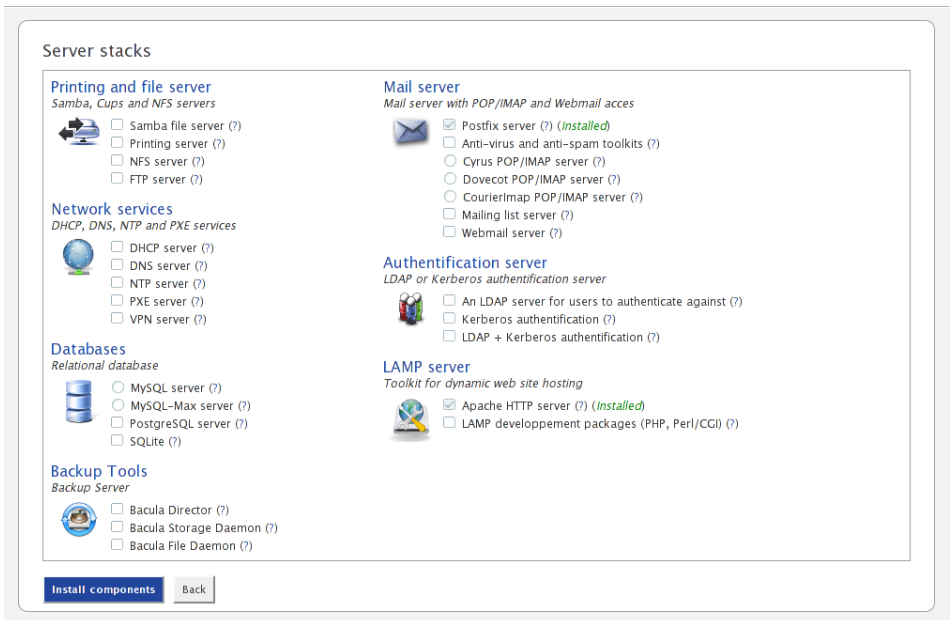 Server stacks
Printing and file server
Samba, Cups and NFS servers
Samba file server (?)
Printing server (?)
NFS server (?)
FTP server (?)
Network services
DHCP, DNS, NTP and PXE services
DHCP server (?)
DNS server (?)
NTP server (?)
PXE server (?)
VPN server (?)
Databases
Relational database
MySQL server (?)
MySQL-Max server (?)
PostgreSQL server (?)
SQLite (?)
Backup Tools
Backup Server
Bacula Director (?)
Bacula Storage Daemon (?)
Bacula File Daemon (?)
Mail server
Mail server with POP/IMAP and Webmail acces
Postfix server (?) (Installed)
Anti-virus and anti-spam toolkits (?)
Cyrus POP/IMAP server (?)
Dovecot POP/IMAP server (?)
CourierImap POP/IMAP server (?)
Mailing list server (?)
Webmail server (?)
Authentification server
LDAP or Kerberos authentification server
An LDAP server for users to authenticate against (?)
Kerberos authentification (?)
LDAP + Kerberos authentification (?)
LAMP server
Toolkit for dynamic web site hosting
Apache HTTP server (?) (Installed)
LAMP developpement packages (PHP, Perl/CGI) (?)
Install components
Back